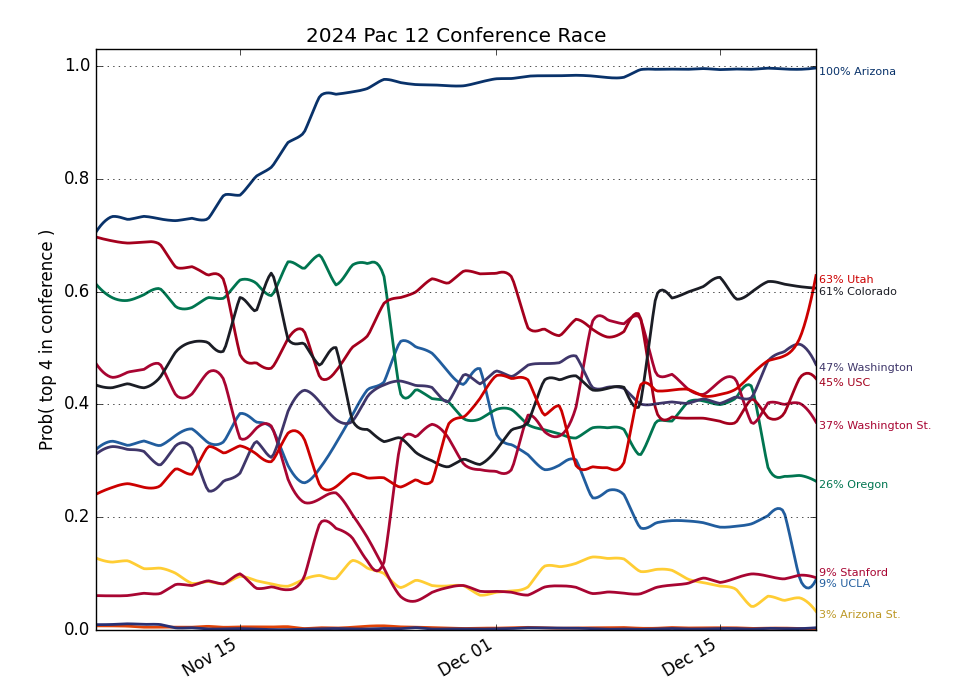 2024 Pac 12 Conference Race
Prob( top 4 in conference )
1.0
0.8
0.6
0.4
0.2
0.0
Nov 15
Dec 01
Dec 15
100% Arizona
63% Utah
61% Colorado
47% Washington
45% USC
37% Washington St.
26% Oregon
9% Stanford
9% UCLA
3% Arizona St.